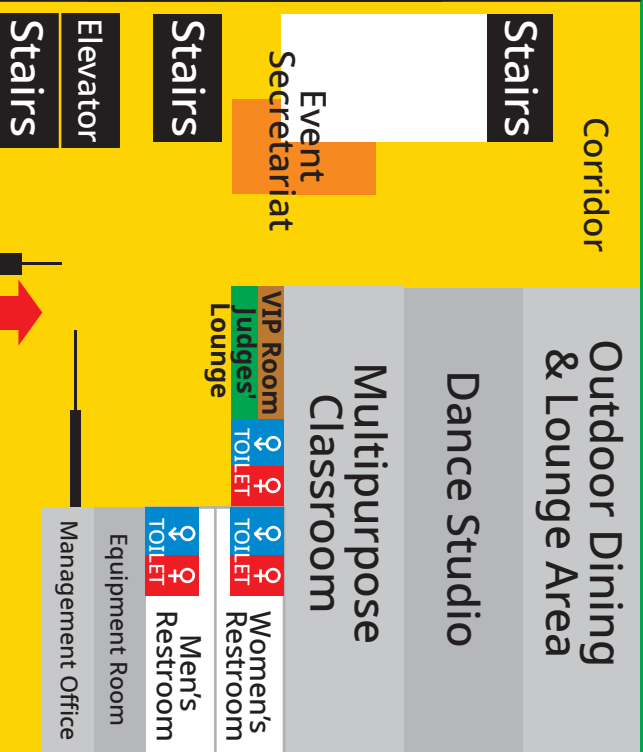 Stairs
Elevator
Stairs
Event
Secretariat
Stairs
Corridor
Outdoor Dining
& Lounge Area
Dance Studio
Multipurpose
Classroom
VIP Room
Judges'
Lounge
TOILET
TOILET
Women's
Restroom
TOILET
Men's
Restroom
Equipment Room
Management Office